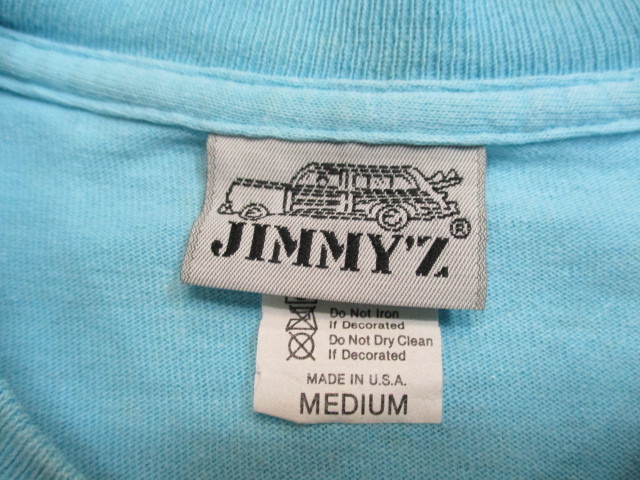 JIMMY'Z®
Do Not Iron
If Decorated
Do Not Dry Clean
If Decorated
MADE IN U.S.A.
MEDIUM